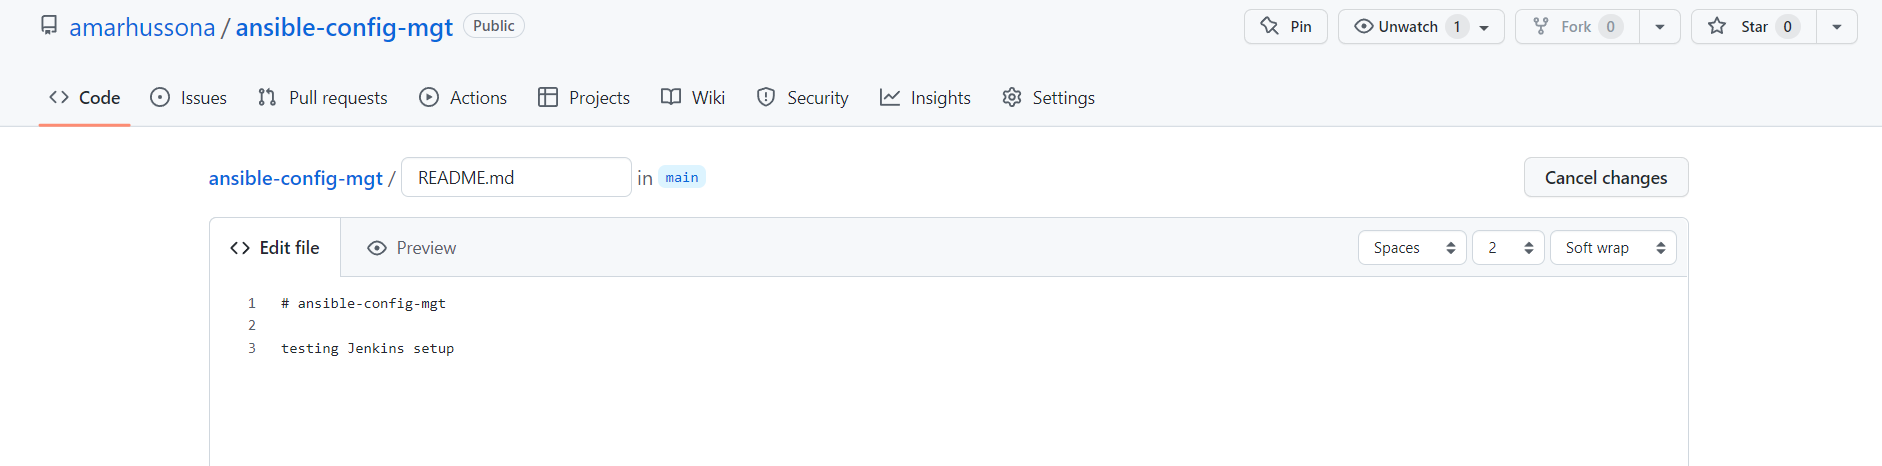 amarhussona / ansible-config-mgt Public Pin Unwatch 1 Fork 0 Star 0
Code Issues Pull requests Actions Projects Wiki Security Insights Settings
ansible-config-mgt / README.md in main Cancel changes
Edit file Preview Spaces 2 Soft wrap
1 # ansible-config-mgt
2
3 testing Jenkins setup